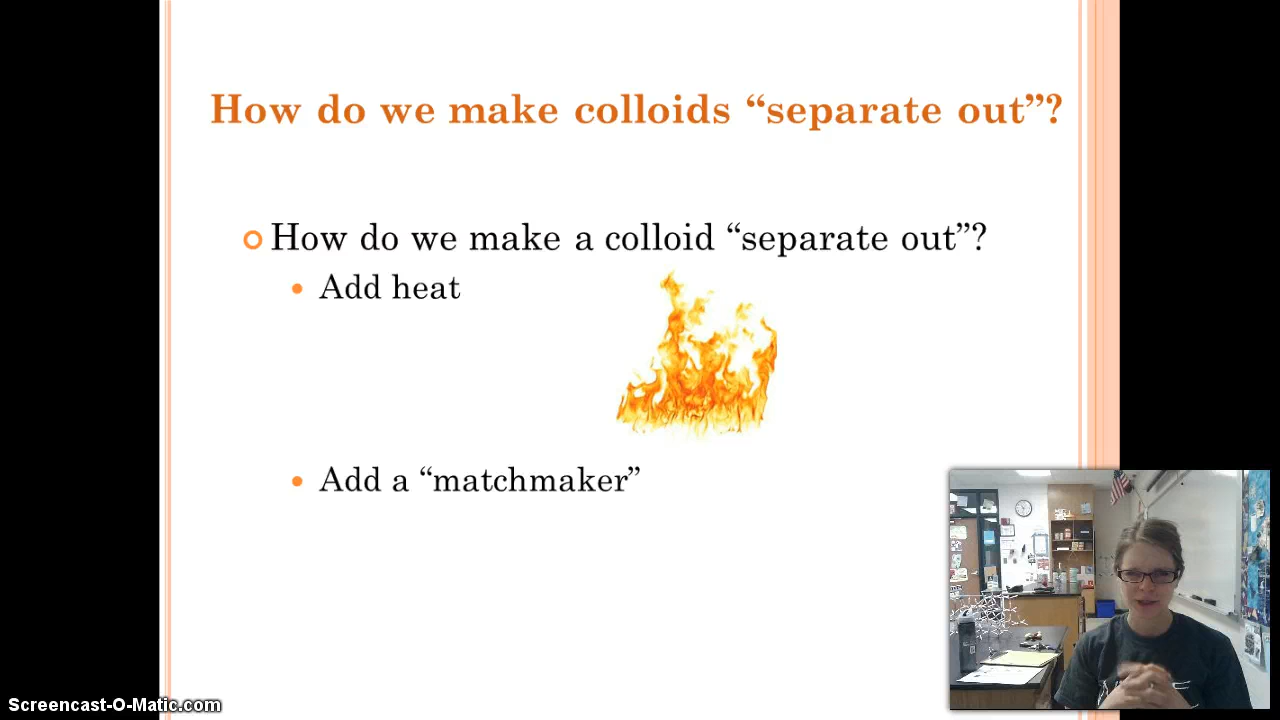 How do we make colloids “separate out”?
How do we make a colloid “separate out”?
Add heat
Add a “matchmaker”
Screencast-O-Matic.com